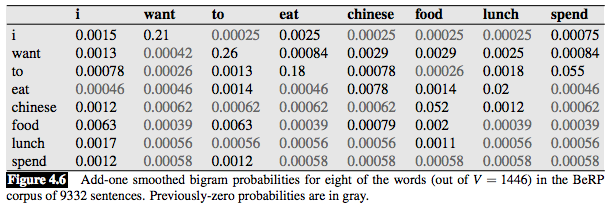 i want to eat chinese food lunch spend
i 0.0015 0.21 0.00025 0.0025 0.00025 0.00025 0.00025 0.00075
want 0.0013 0.00042 0.26 0.00084 0.0029 0.0029 0.0025 0.00084
to 0.00078 0.00026 0.0013 0.18 0.00078 0.00026 0.0018 0.055
eat 0.00046 0.00046 0.0014 0.00046 0.0078 0.0014 0.02 0.00046
chinese 0.0012 0.00062 0.00062 0.00062 0.00062 0.052 0.0012 0.00062
food 0.0063 0.00039 0.0063 0.00039 0.00079 0.002 0.00039 0.00039
lunch 0.0017 0.00056 0.00056 0.00056 0.00056 0.0011 0.00056 0.00056
spend 0.0012 0.00058 0.0012 0.00058 0.00058 0.00058 0.00058 0.00058
Figure 4.6 Add-one smoothed bigram probabilities for eight of the words (out of V = 1446) in the BeRP
corpus of 9332 sentences. Previously-zero probabilities are in gray.